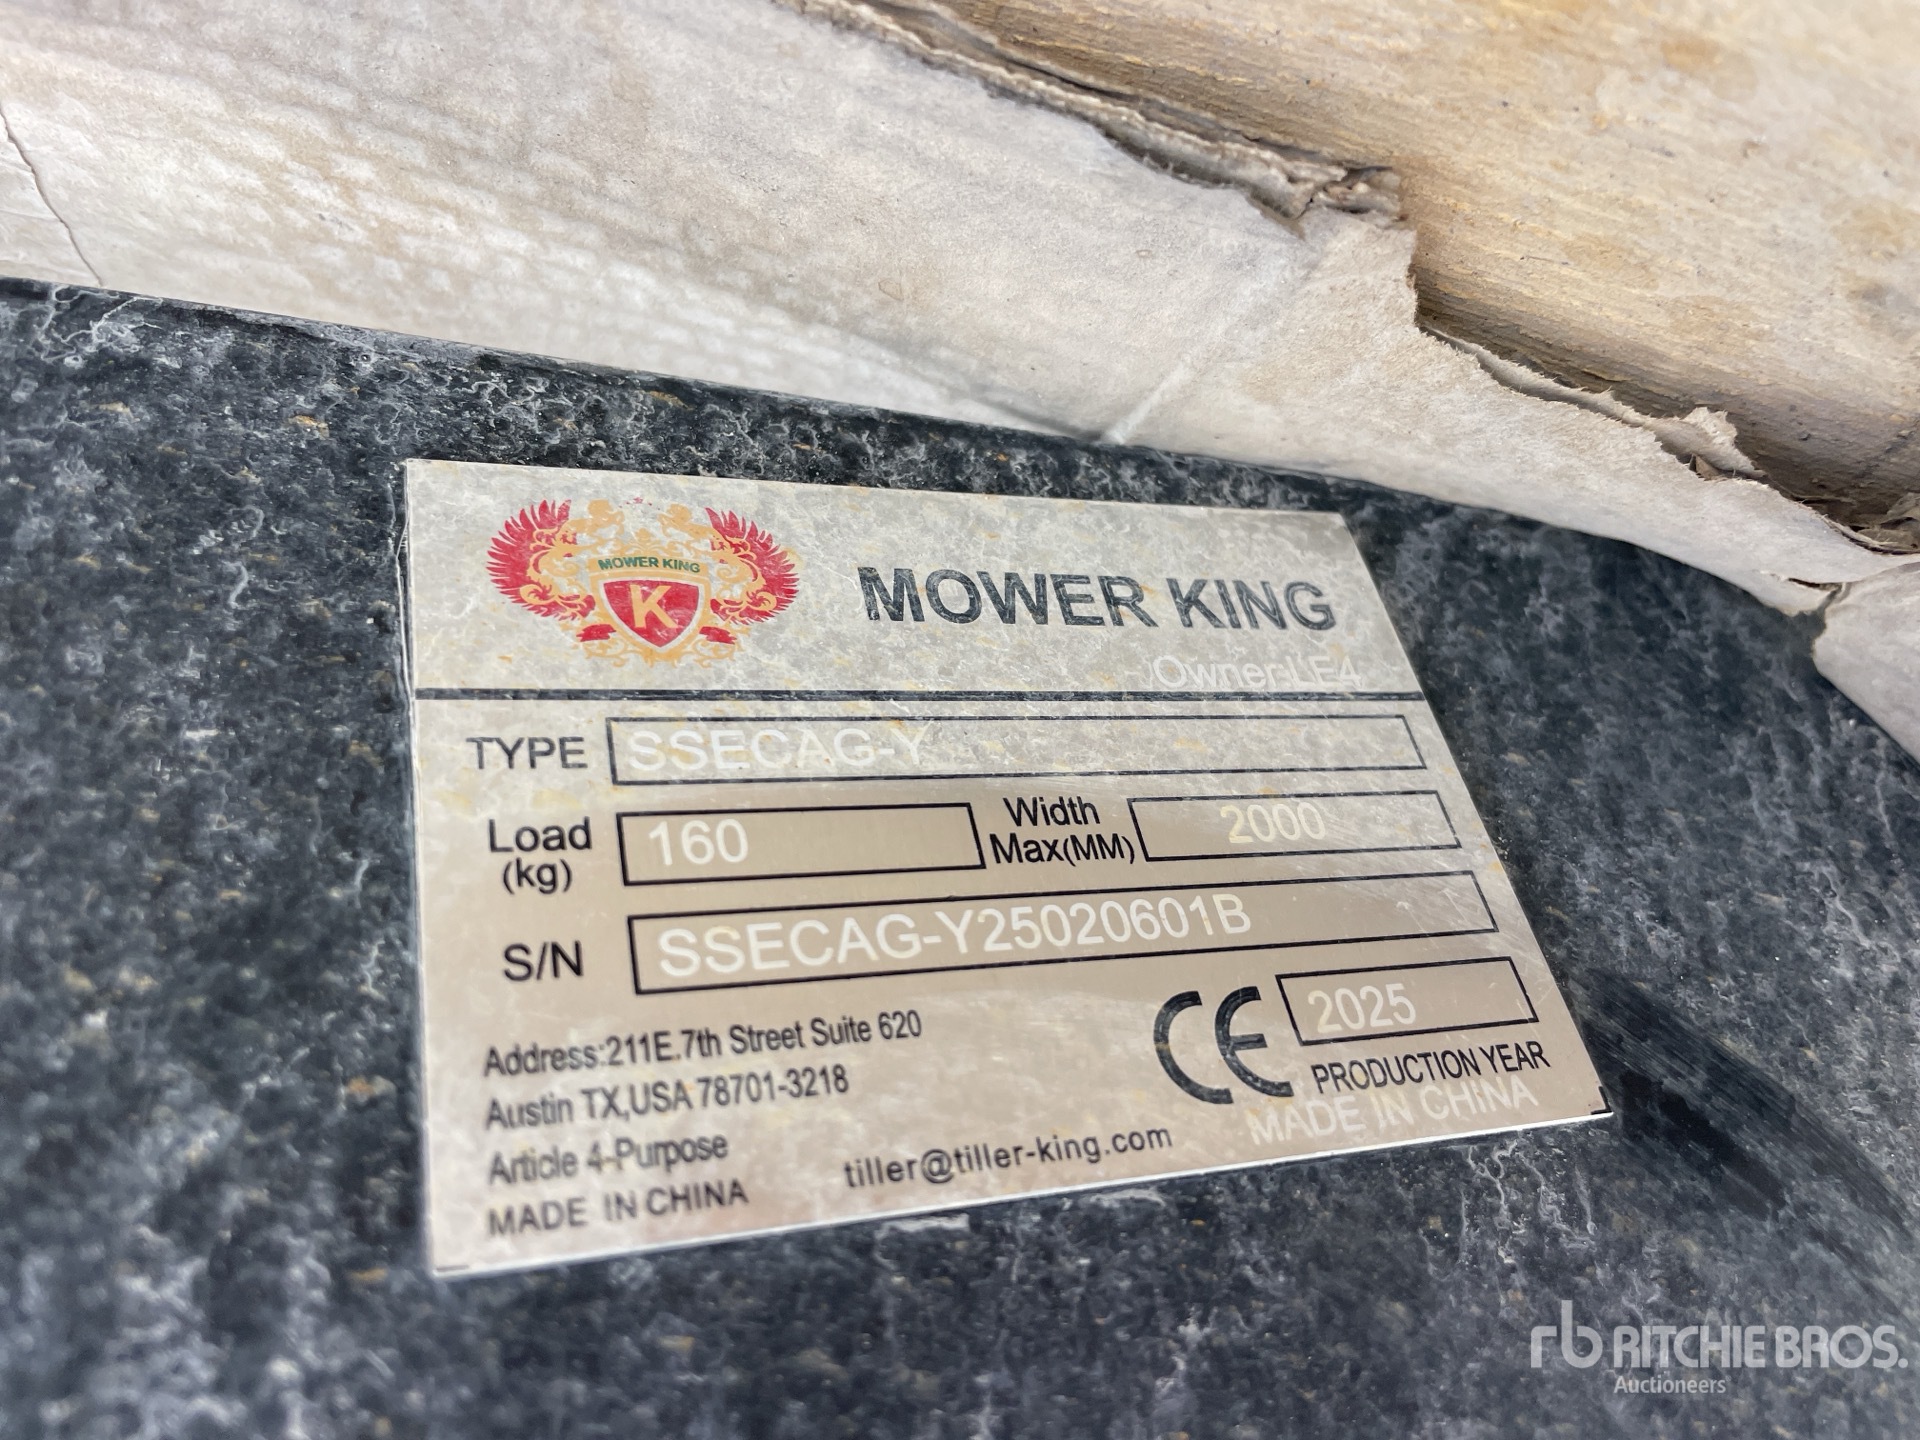 MOWER KING
K
MOWER KING
Owner:LE4
TYPE SSECAG-Y
Load (kg) 160 Width Max(MM) 2000
S/N SSECAG-Y25020601B
CE 2025
PRODUCTION YEAR
MADE IN CHINA
Address:211E.7th Street Suite 620
Austin TX,USA 78701-3218
Article 4-Purpose
MADE IN CHINA
tiller@tiller-king.com
rb RITCHIE BROS.
Auctioneers